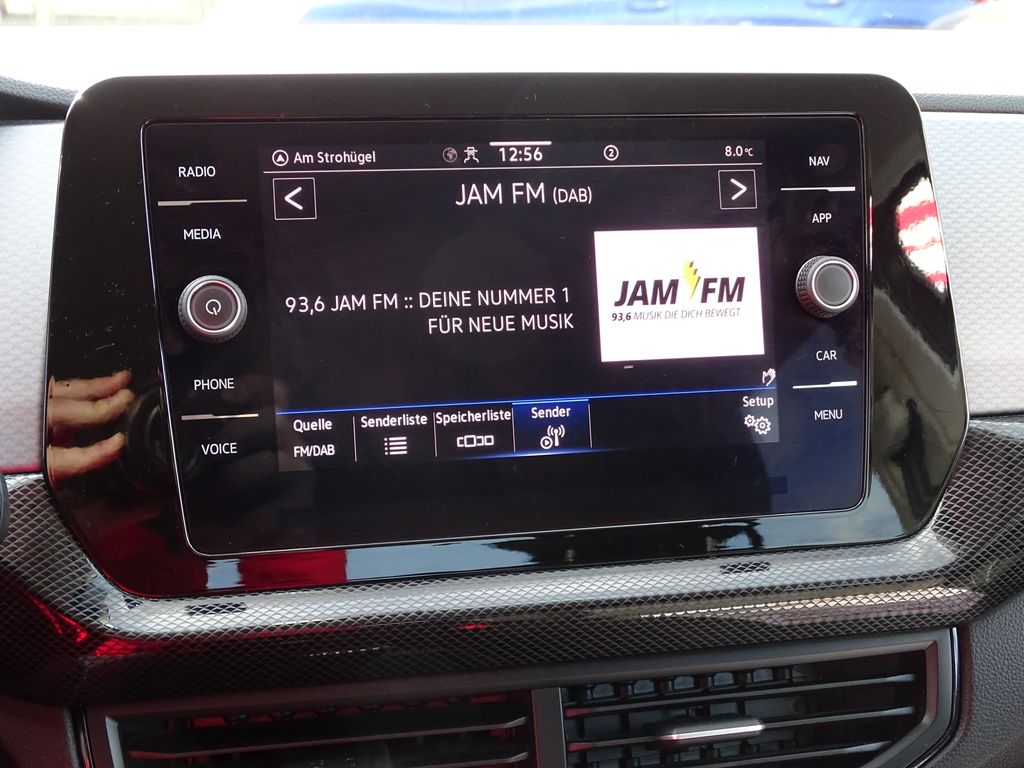 RADIO
MEDIA
PHONE
VOICE
Am Strohügel
12:56
2
8.0°C
JAM FM (DAB)
93,6 JAM FM :: DEINE NUMMER 1
FÜR NEUE MUSIK
JAM FM
93,6 MUSIK DIE DICH BEWEGT
Quelle
FM/DAB
Senderliste
Speicherliste
Sender
Setup
NAV
APP
CAR
MENU